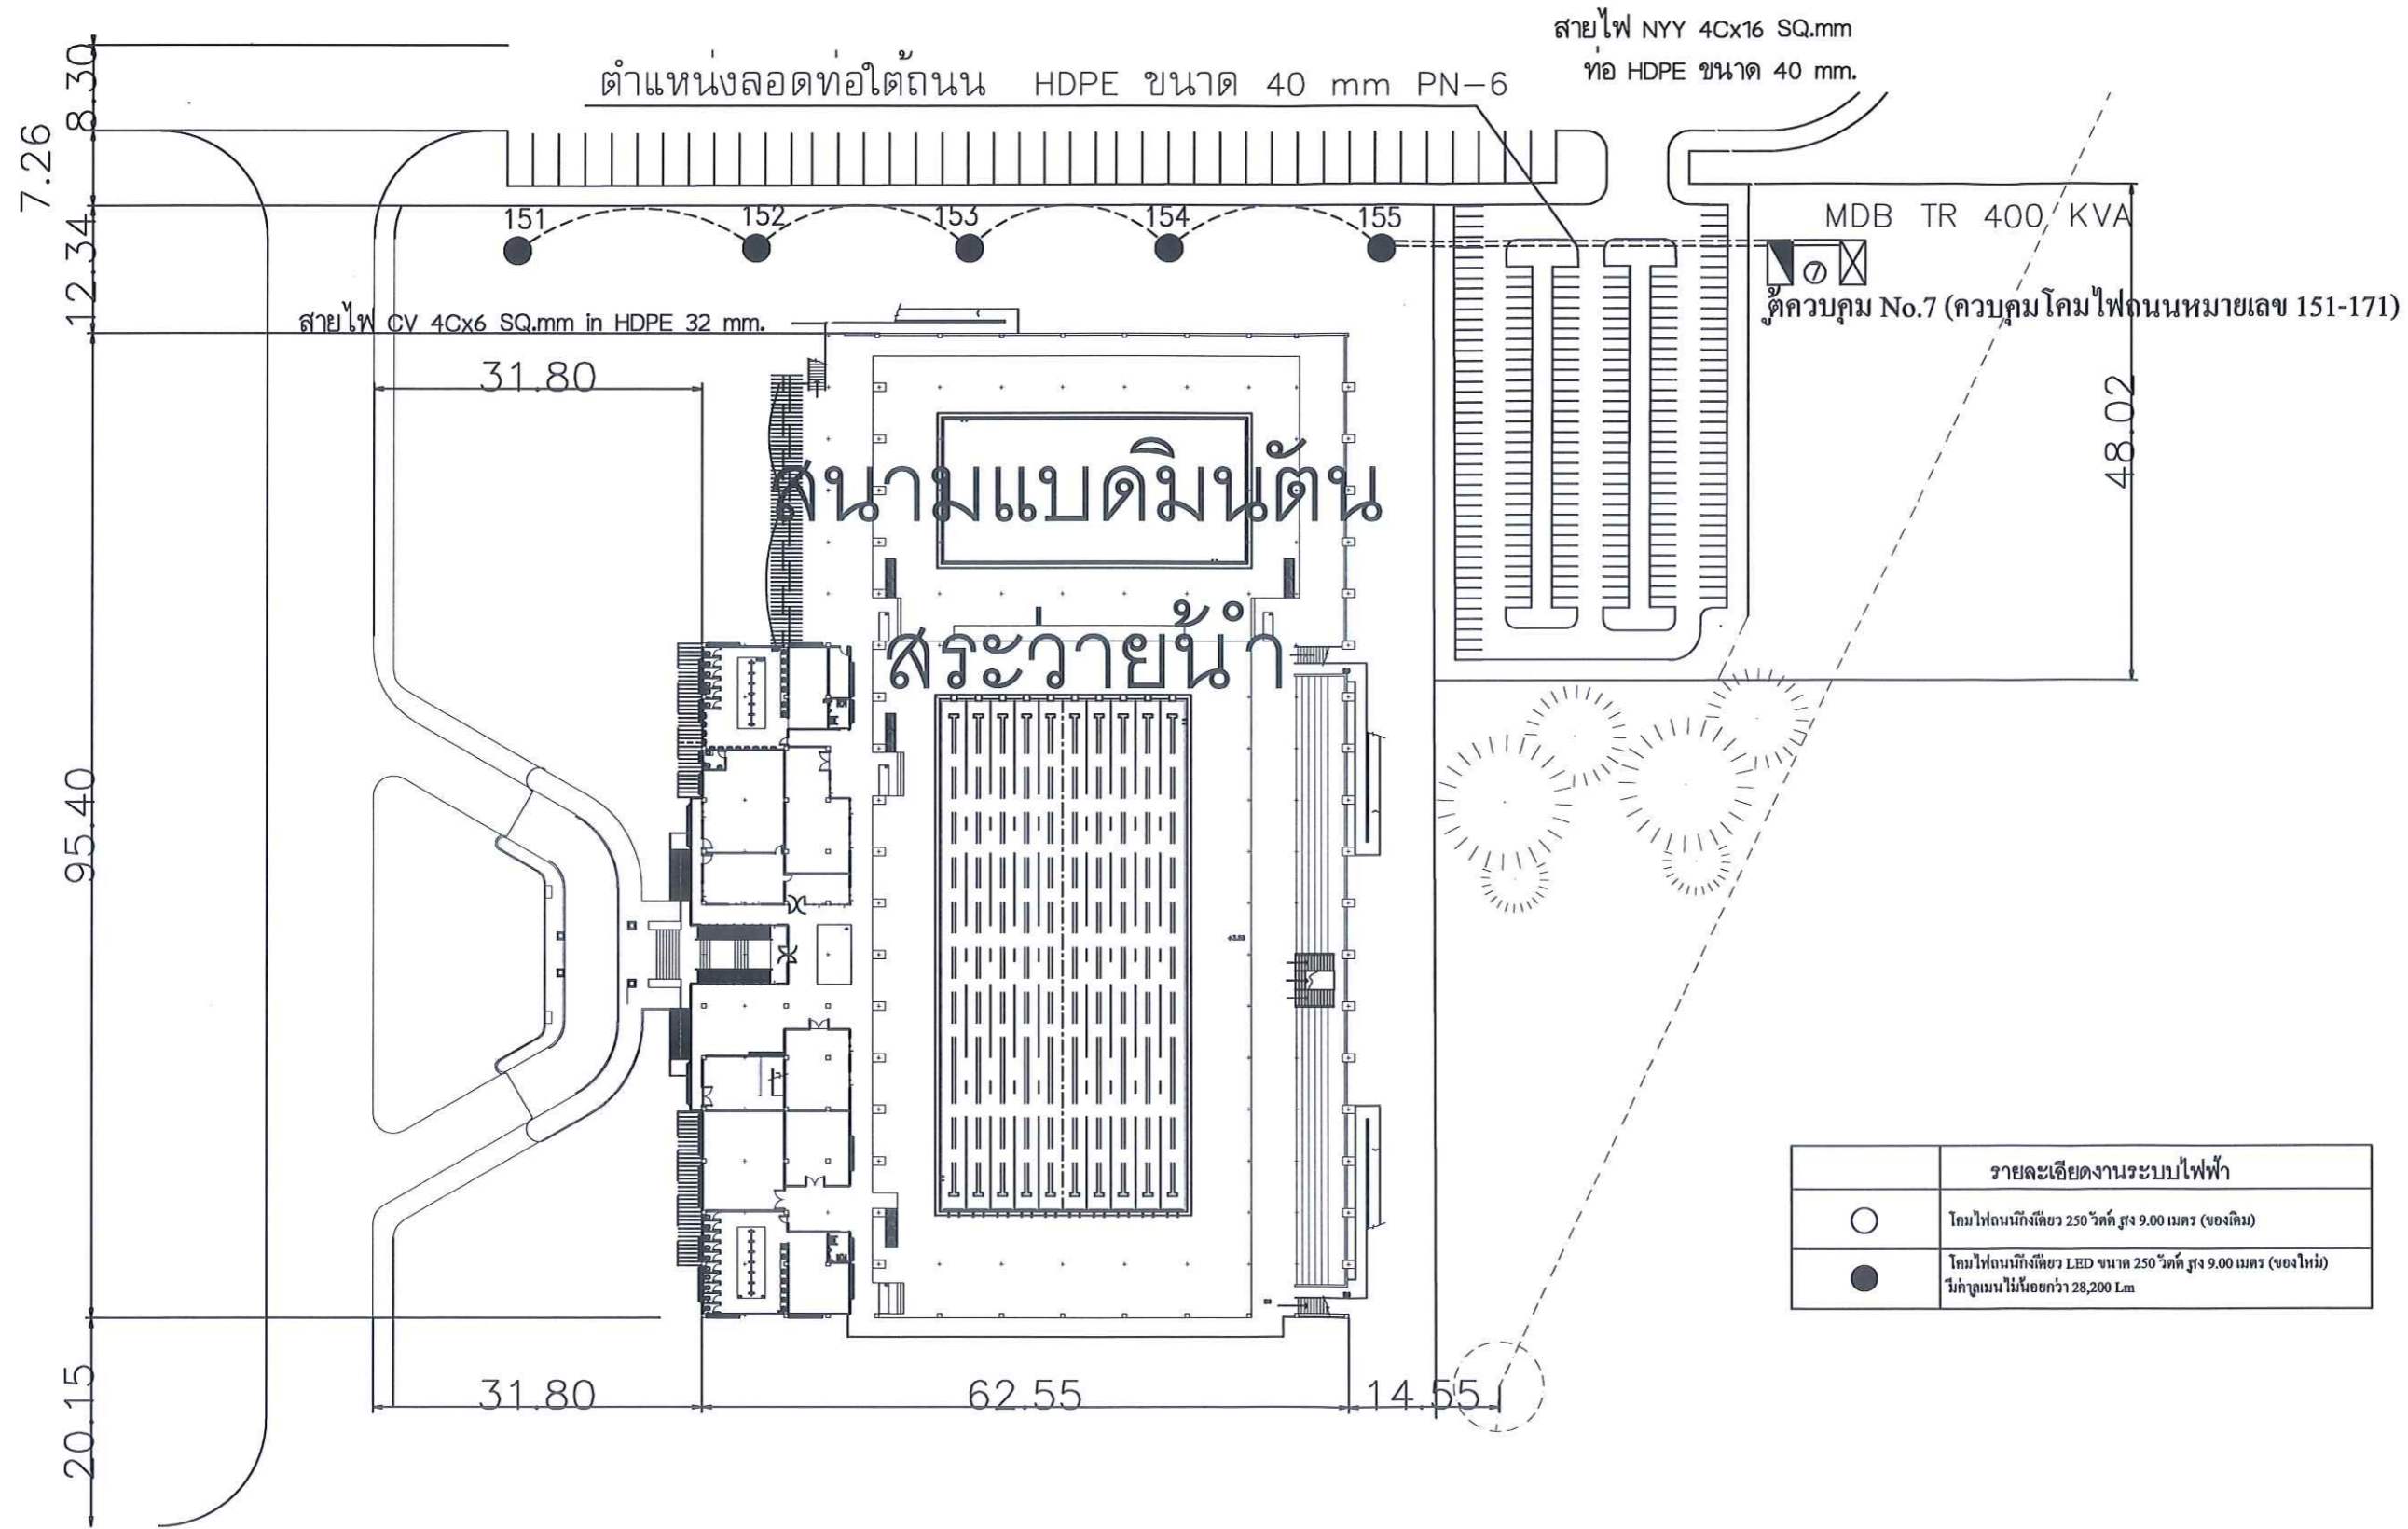 สายไฟ NYY 4Cx16 SQ.mm
ท่อ HDPE ขนาด 40 mm.
ตำแหน่งลอดท่อใต้ถนน HDPE ขนาด 40 mm PN-6
8.30
7.26
12.34
151
152
153
154
155
MDB TR 400 KVA
7
ตู้ควบคุม No.7 (ควบคุมโคมไฟถนนหมายเลข 151-171)
สายไฟ CV 4Cx6 SQ.mm in HDPE 32 mm.
31.80
48.02
สนามแบดมินตัน
สระว่ายน้ำ
95.40
รายละเอียดงานระบบไฟฟ้า
โคมไฟถนนกิ่งเดียว 250 วัตต์ สูง 9.00 เมตร (ของเดิม)
โคมไฟถนนกิ่งเดียว LED ขนาด 250 วัตต์ สูง 9.00 เมตร (ของใหม่)
มีค่าลูเมนไม่น้อยกว่า 28,200 Lm
20.15
31.80
62.55
14.55